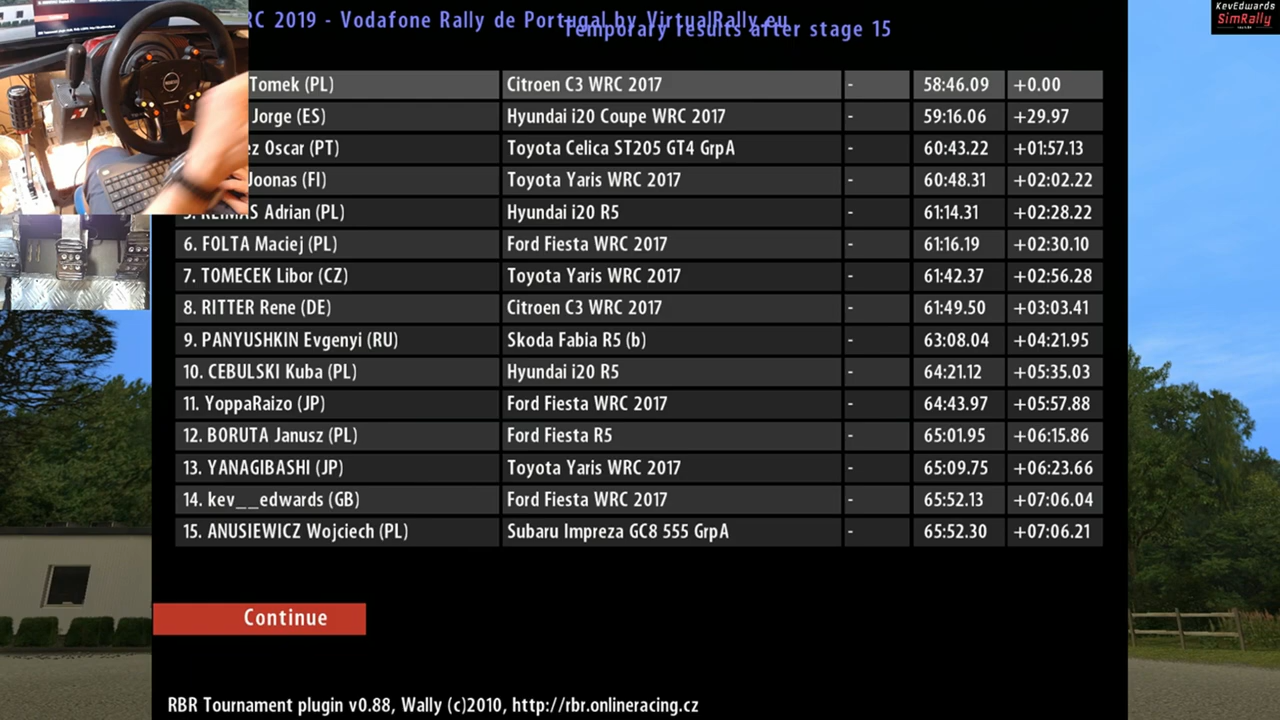 RC 2019 - Vodafone Rally de Portugal by VirtualRally.eu
Temporary results after stage 15
KevEdwards
SimRally
Tomek (PL) Citroen C3 WRC 2017 - 58:46.09 +0.00
Jorge (ES) Hyundai i20 Coupe WRC 2017 - 59:16.06 +29.97
ez Oscar (PT) Toyota Celica ST205 GT4 GrpA - 60:43.22 +01:57.13
Joonas (FI) Toyota Yaris WRC 2017 - 60:48.31 +02:02.22
5. KLIMAS Adrian (PL) Hyundai i20 R5 - 61:14.31 +02:28.22
6. FOLTA Maciej (PL) Ford Fiesta WRC 2017 - 61:16.19 +02:30.10
7. TOMECEK Libor (CZ) Toyota Yaris WRC 2017 - 61:42.37 +02:56.28
8. RITTER Rene (DE) Citroen C3 WRC 2017 - 61:49.50 +03:03.41
9. PANYUSHKIN Evgenyi (RU) Skoda Fabia R5 (b) - 63:08.04 +04:21.95
10. CEBULSKI Kuba (PL) Hyundai i20 R5 - 64:21.12 +05:35.03
11. YoppaRaizo (JP) Ford Fiesta WRC 2017 - 64:43.97 +05:57.88
12. BORUTA Janusz (PL) Ford Fiesta R5 - 65:01.95 +06:15.86
13. YANAGIBASHI (JP) Toyota Yaris WRC 2017 - 65:09.75 +06:23.66
14. kev__edwards (GB) Ford Fiesta WRC 2017 - 65:52.13 +07:06.04
15. ANUSIEWICZ Wojciech (PL) Subaru Impreza GC8 555 GrpA - 65:52.30 +07:06.21
Continue
RBR Tournament plugin v0.88, Wally (c)2010, http://rbr.onlineracing.cz